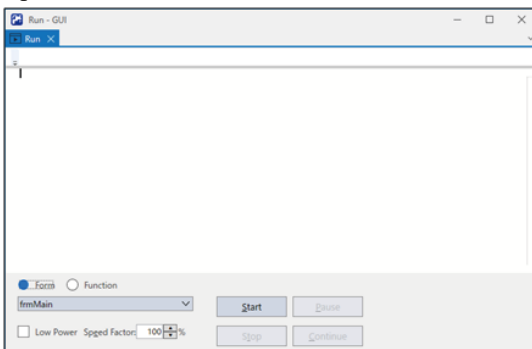 Run - GUI
Run
Form Function
frmMain
Start Pause
Low Power Speed Factor: 100 %
Stop Continue